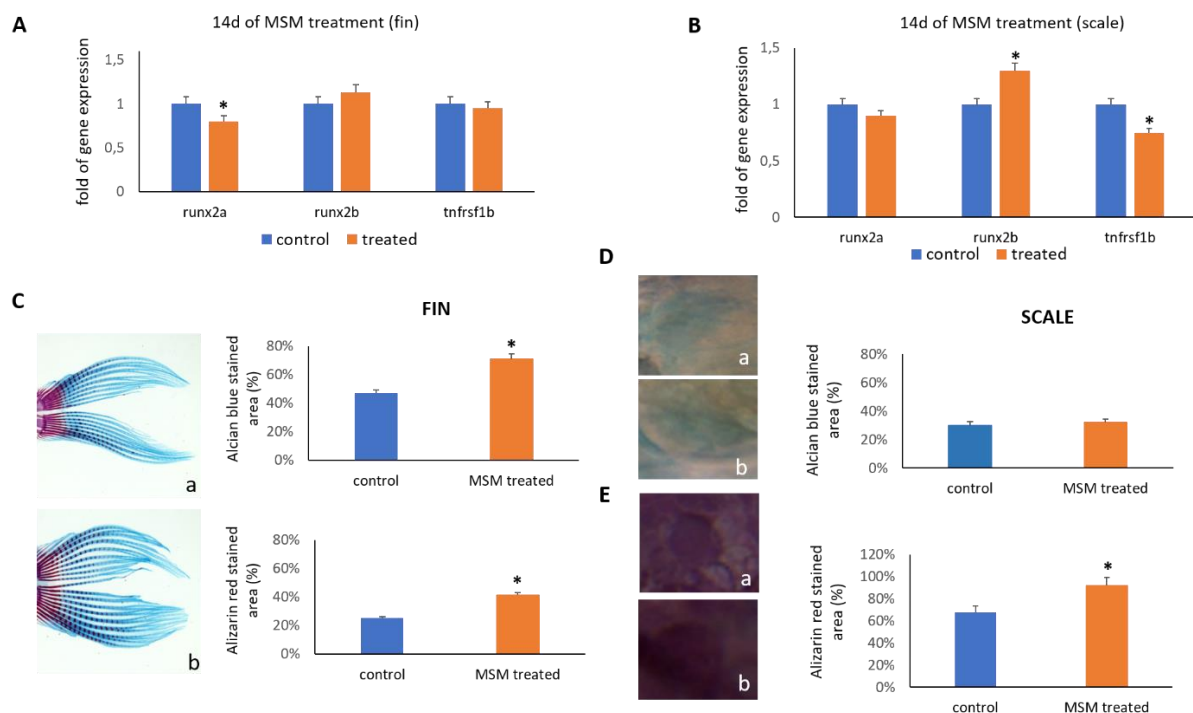 A
14d of MSM treatment (fin)
fold of gene expression
1,5
1
0,5
0
*
runx2a
runx2b
tnfrsf1b
control
treated
B
14d of MSM treatment (scale)
fold of gene expression
1,5
1
0,5
0
*
*
runx2a
runx2b
tnfrsf1b
control
treated
C
FIN
a
Alcian blue stained
area (%)
80%
60%
40%
20%
0%
*
control
MSM treated
b
Alizarin red stained
area (%)
80%
60%
40%
20%
0%
*
control
MSM treated
D
SCALE
a
b
Alcian blue stained
area (%)
80%
60%
40%
20%
0%
control
MSM treated
E
a
b
Alizarin red stained
area (%)
120%
100%
80%
60%
40%
20%
0%
*
control
MSM treated